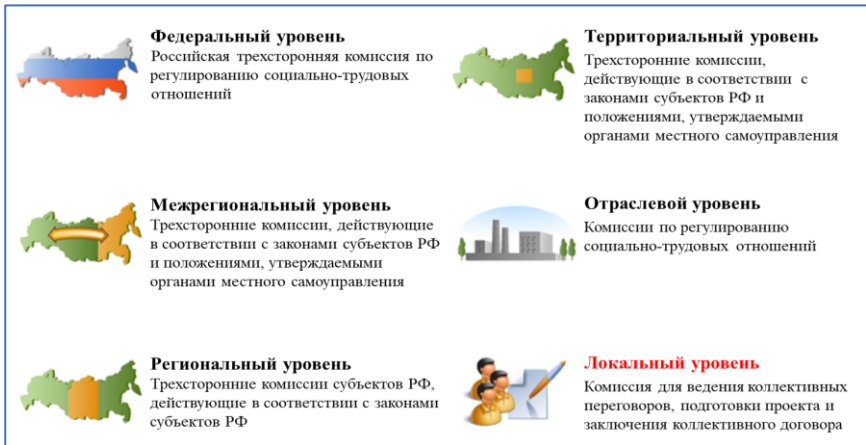 Федеральный уровень
Российская трехсторонняя комиссия по
регулированию социально-трудовых
отношений
Территориальный уровень
Трехсторонние комиссии,
действующие в соответствии с
законами субъектов РФ и
положениями, утверждаемыми
органами местного самоуправления
Межрегиональный уровень
Трехсторонние комиссии, действующие
в соответствии с законами субъектов РФ
и положениями, утверждаемыми
органами местного самоуправления
Отраслевой уровень
Комиссии по регулированию
социально-трудовых отношений
Региональный уровень
Трехсторонние комиссии субъектов РФ,
действующие в соответствии с законами
субъектов РФ
Локальный уровень
Комиссия для ведения коллективных
переговоров, подготовки проекта и
заключения коллективного договора